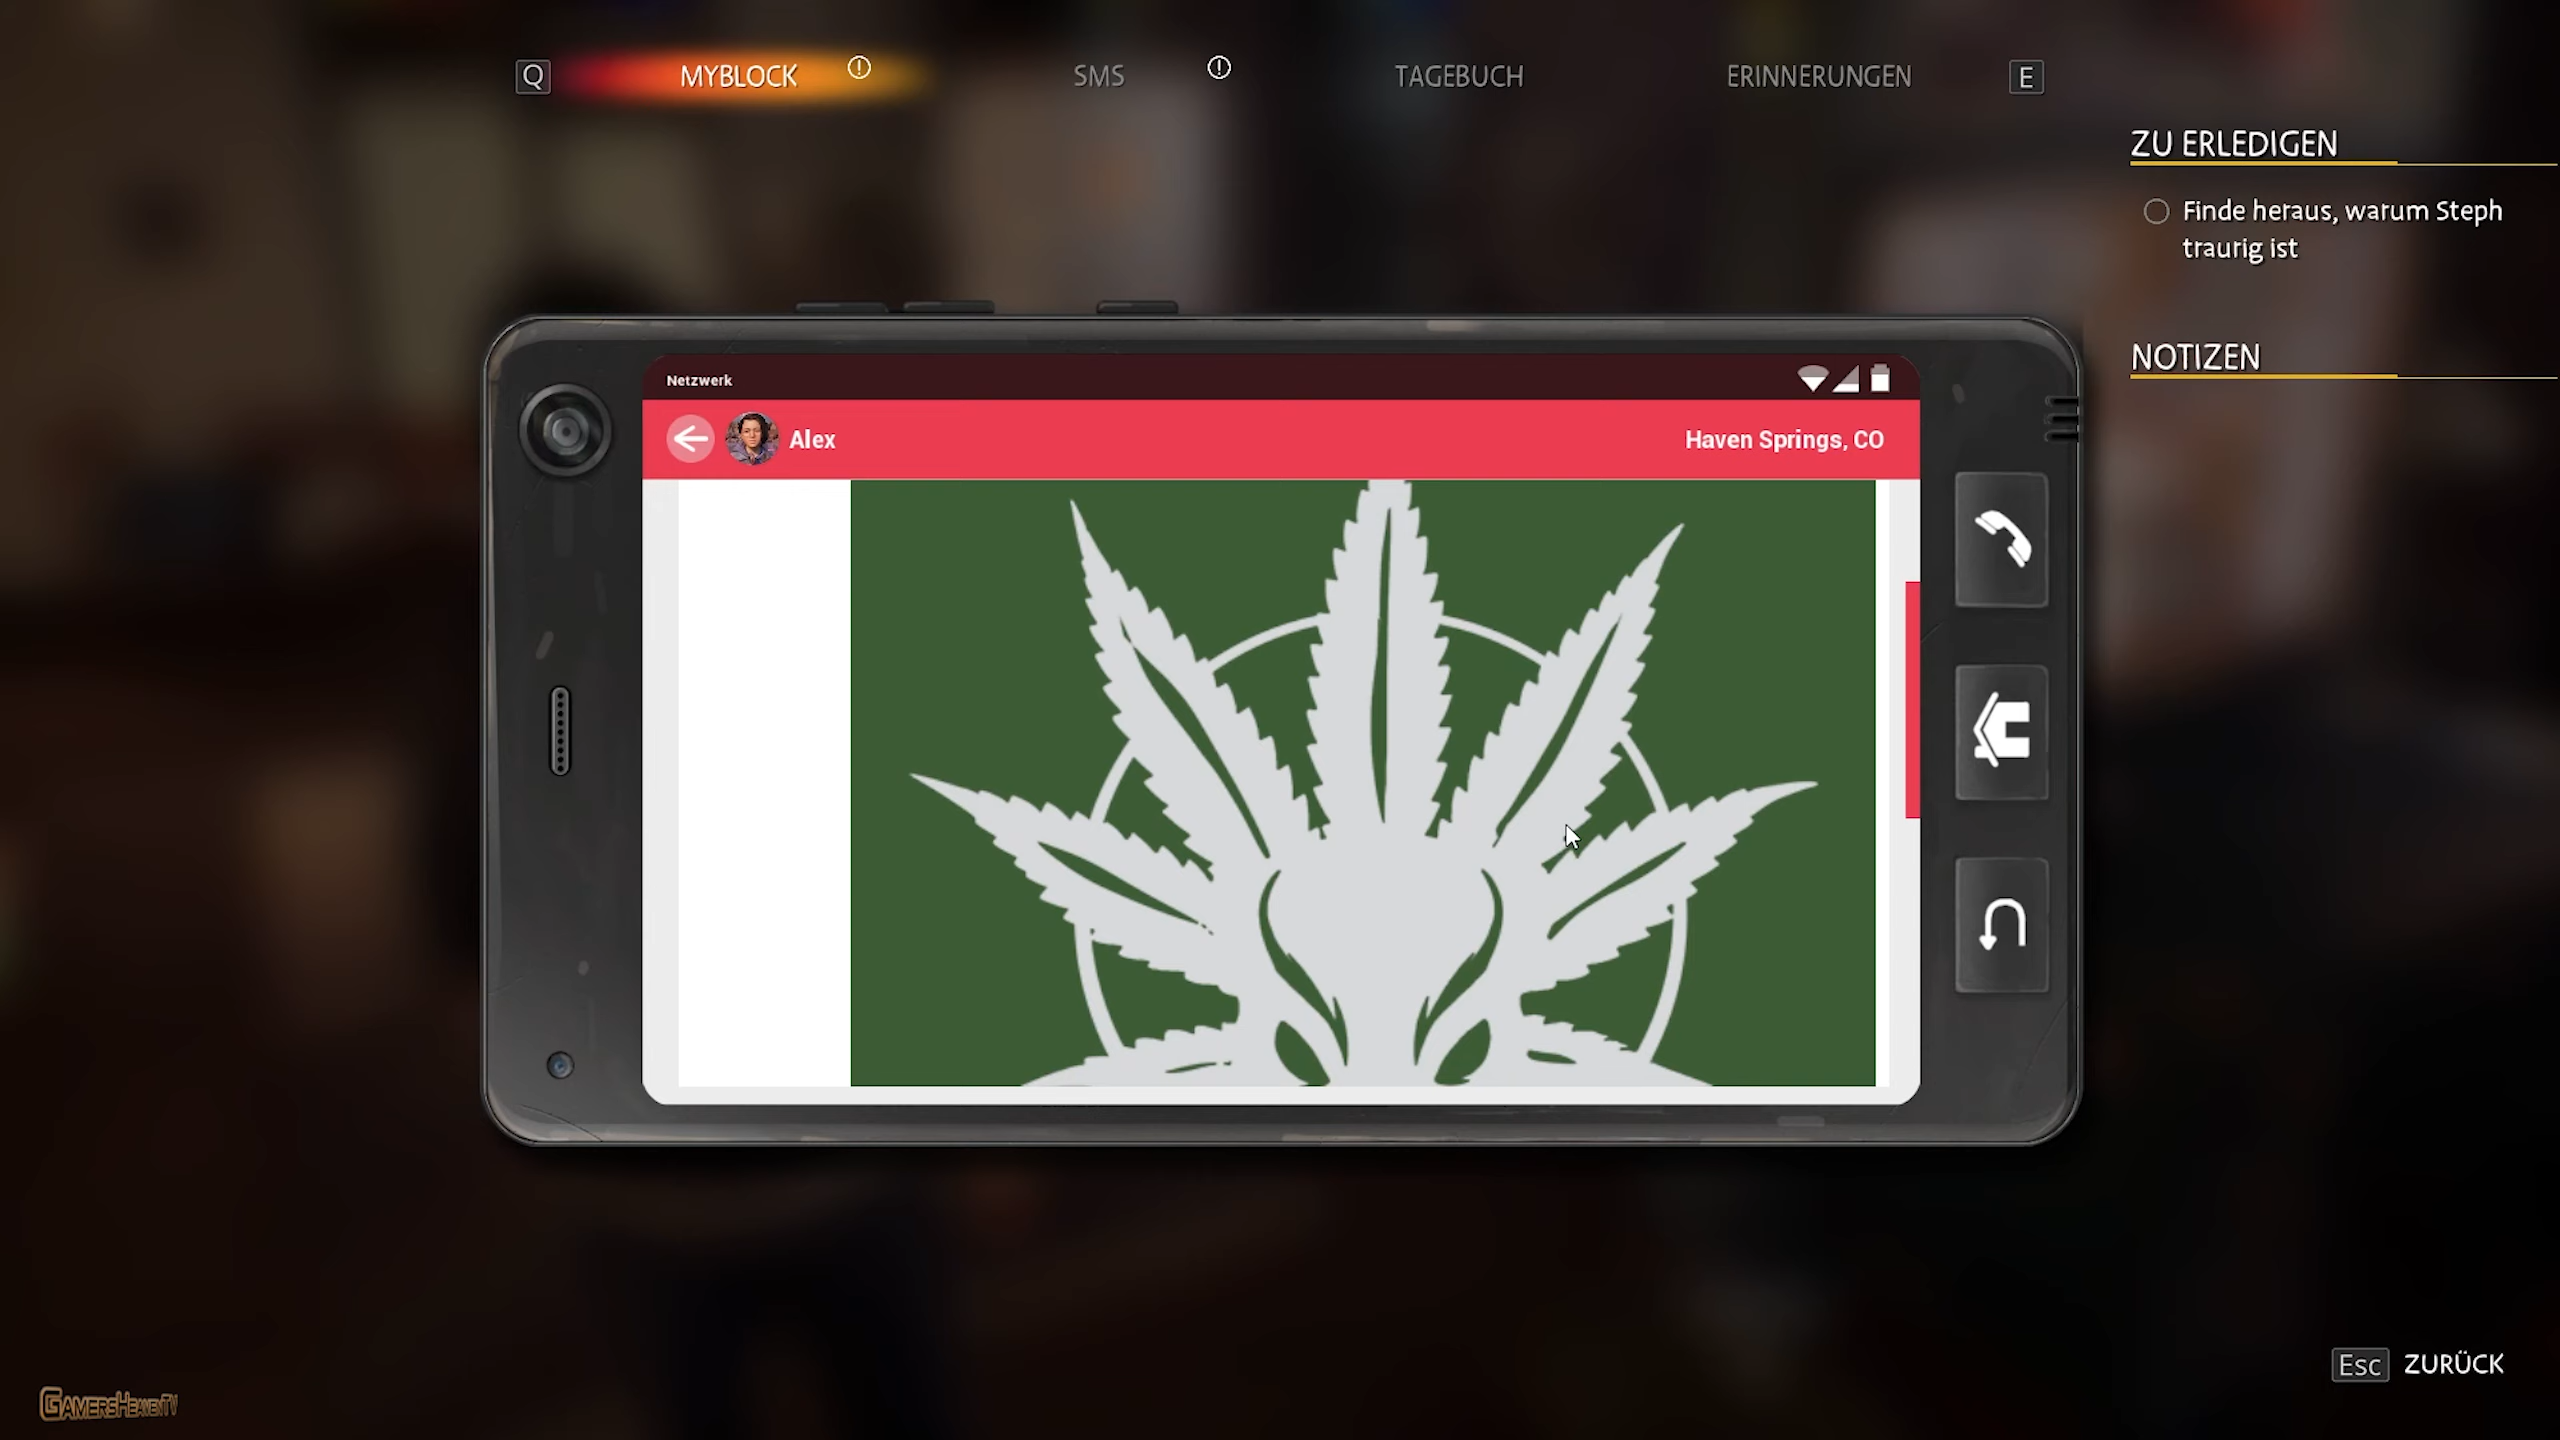 Q MYBLOCK SMS TAGEBUCH ERINNERUNGEN E
ZU ERLEDIGEN
Finde heraus, warum Steph
traurig ist
NOTIZEN
Netzwerk
Alex Haven Springs, CO
Esc ZURÜCK
GAMERSHEAVENTV